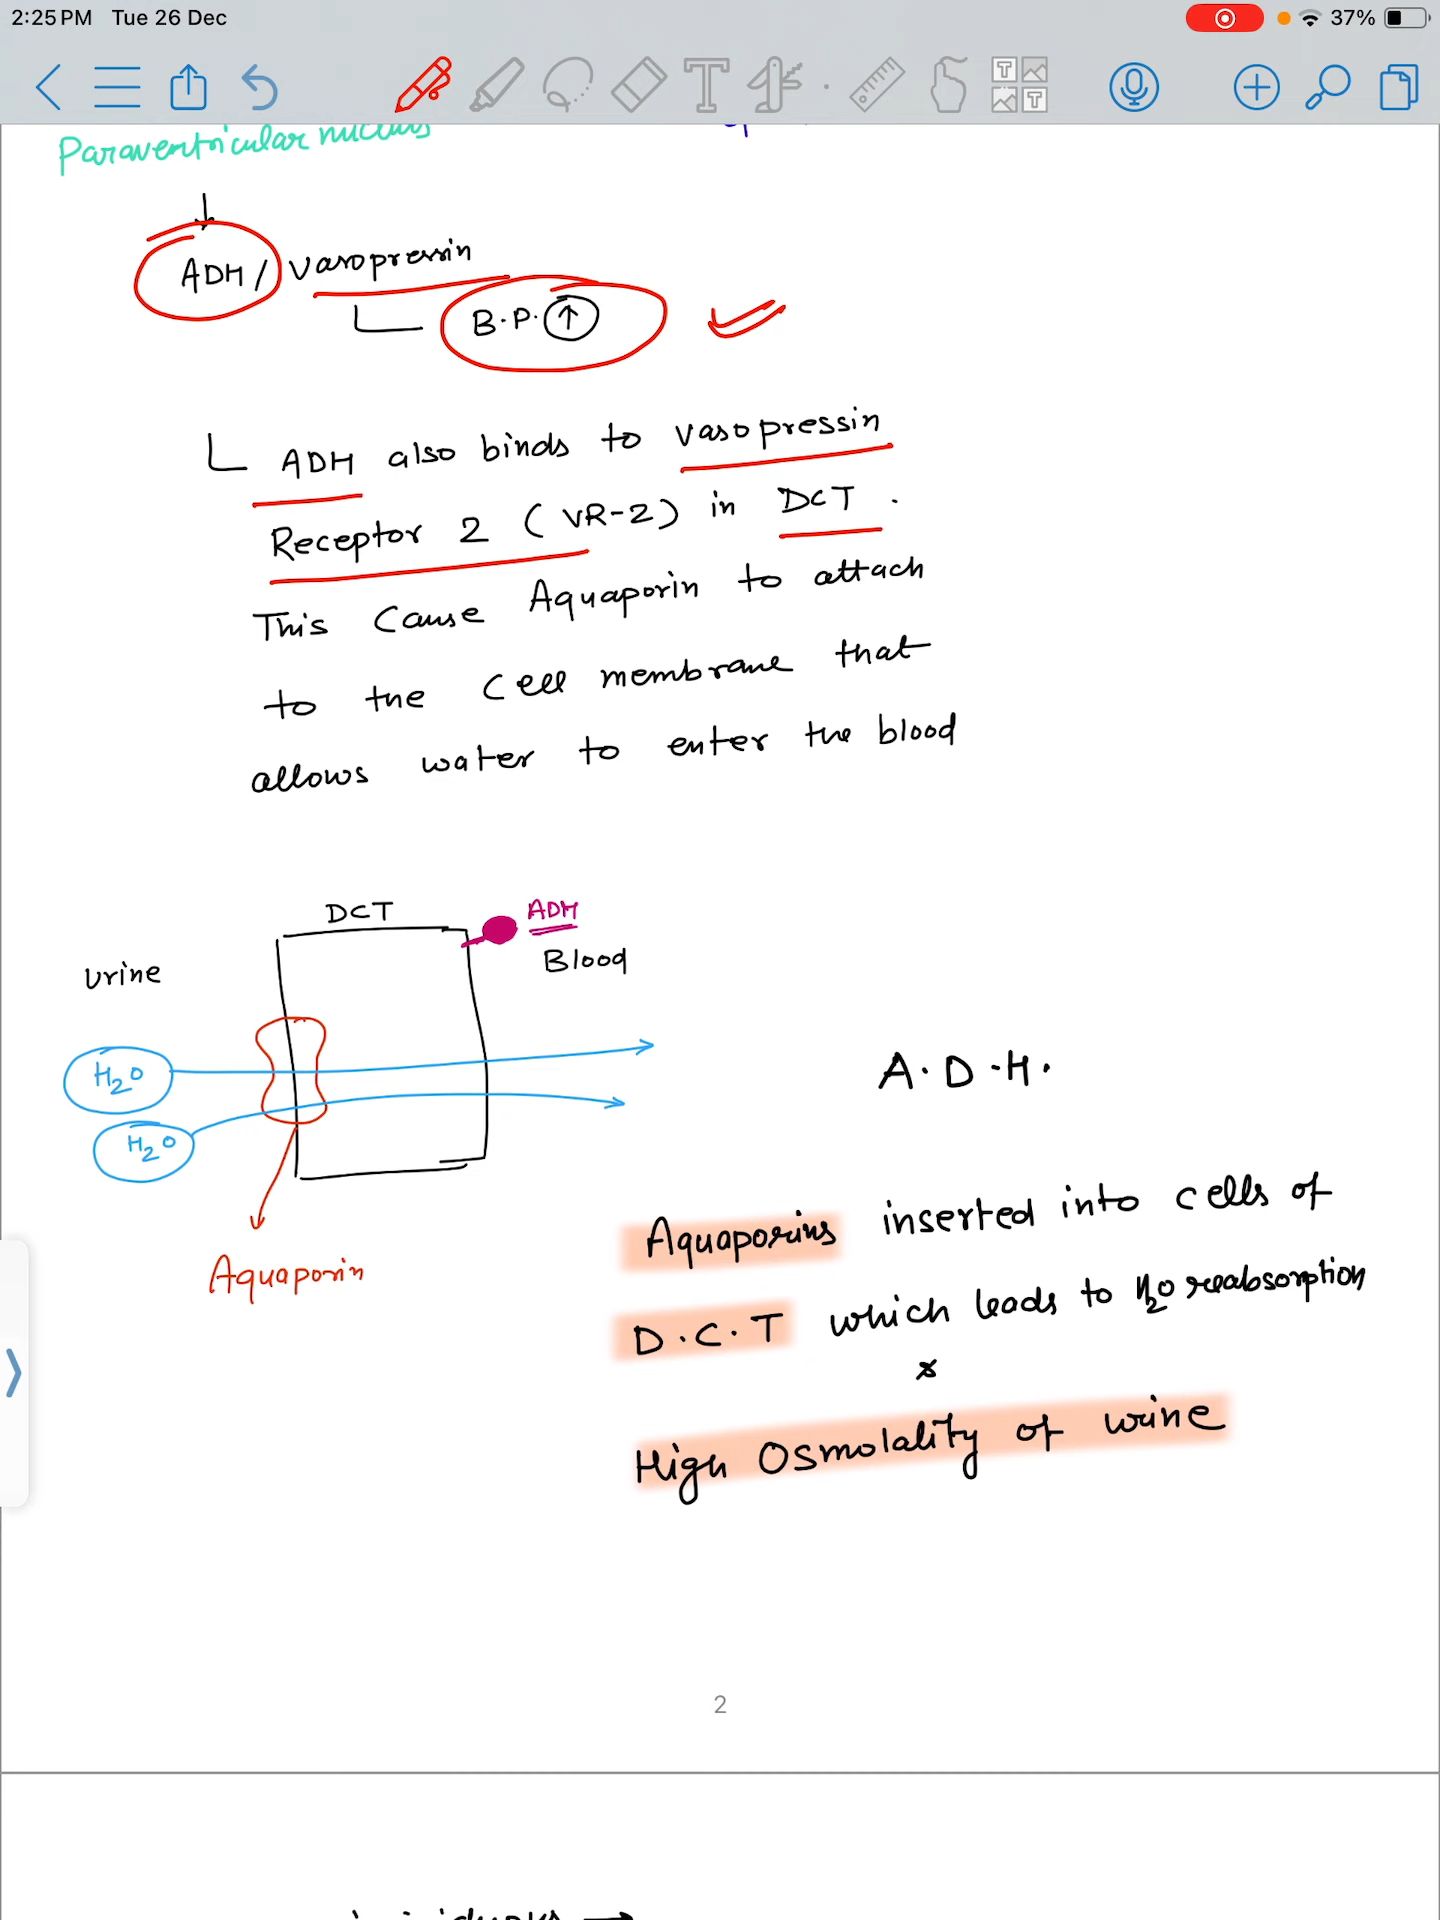 2:25 PM Tue 26 Dec 37%
Paraventricular nucleus
ADH / vasopressin
B.P. ↑
ADH also binds to vasopressin
Receptor 2 (VR-2) in DCT.
This Cause Aquaporin to attach
to the cell membrane that
allows water to enter the blood
DCT
ADH
Urine
Blood
H2O
H2O
Aquaporin
A.D.H.
Aquaporins inserted into cells of
D.C.T which leads to H2O reabsorption
&
High Osmolality of urine
2